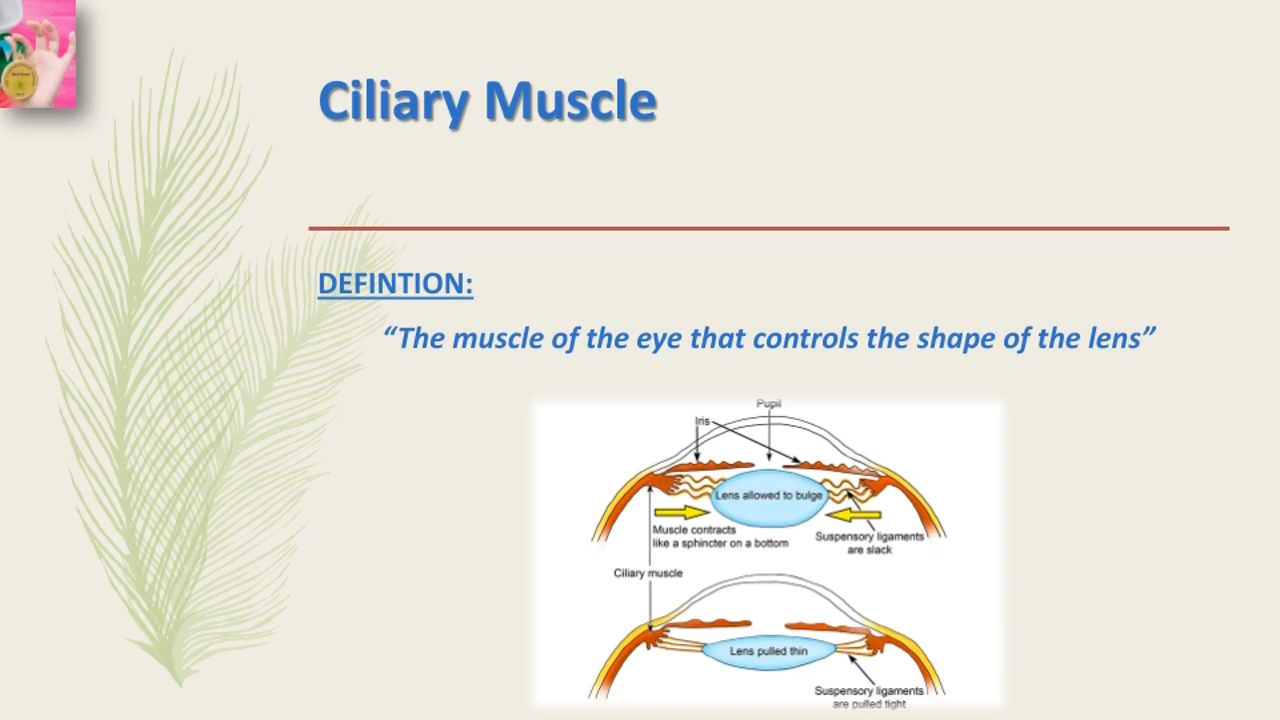 Ciliary Muscle
DEFINTION:
“The muscle of the eye that controls the shape of the lens”
Pupil
Iris
Lens allowed to bulge
Muscle contracts
like a sphincter on a bottom
Suspensory ligaments
are slack
Ciliary muscle
Lens pulled thin
Suspensory ligaments
are pulled tight